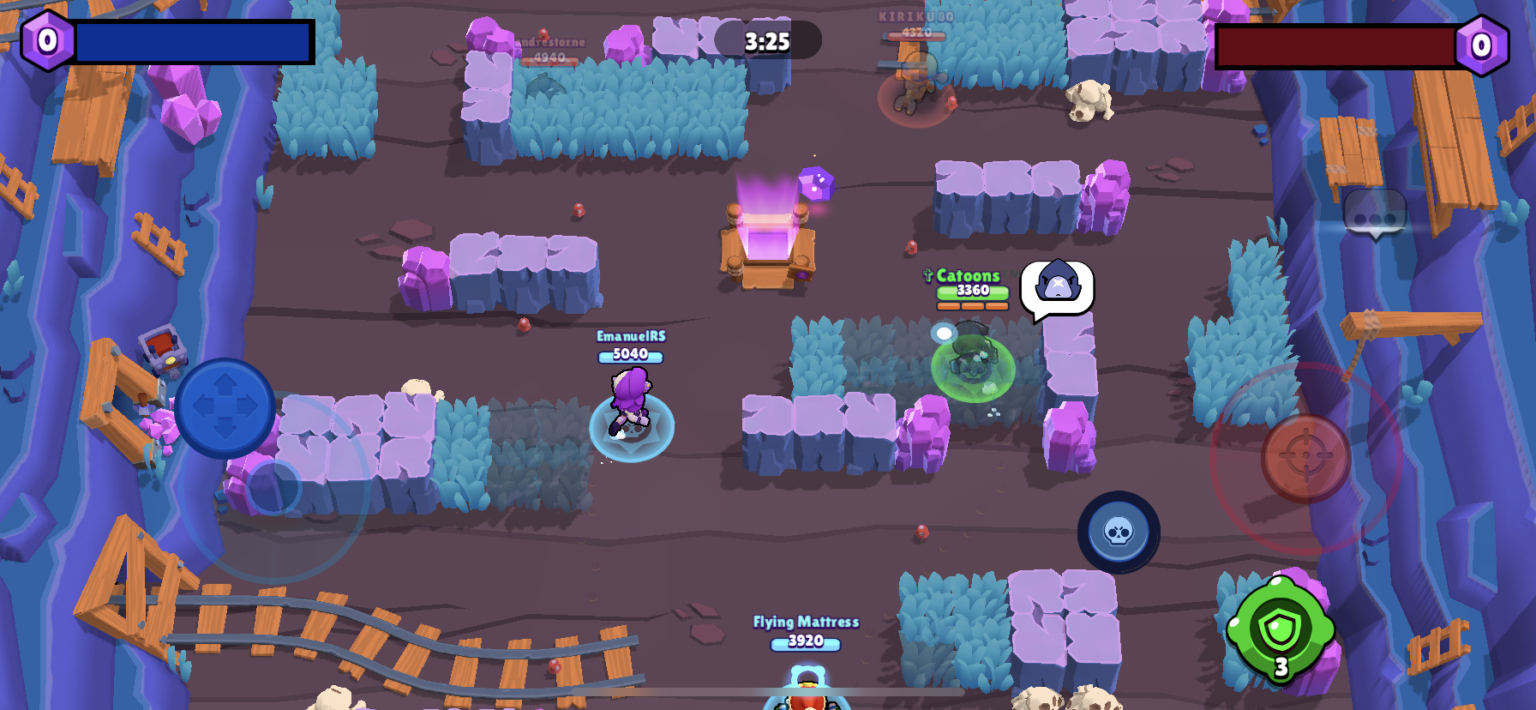 0
3:25
KIRIKU80
4320
0
andrestorne
4940
Catoons
3360
EmanuelRS
5040
Flying Mattress
3920
3